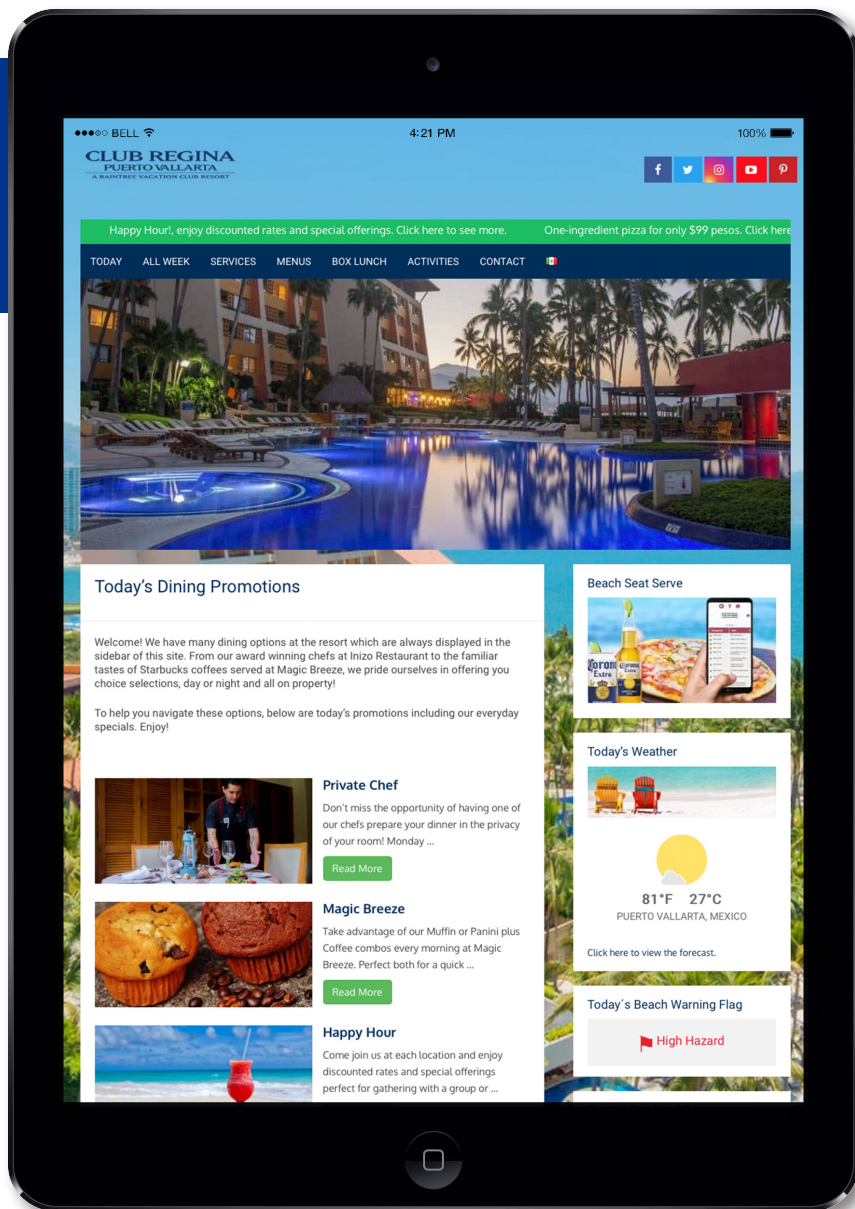 BELL
4:21 PM
100%
CLUB REGINA
PUERTO VALLARTA
A RAINTREE VACATION CLUB RESORT
Happy Hour!, enjoy discounted rates and special offerings. Click here to see more. One-ingredient pizza for only $99 pesos. Click here
TODAY ALL WEEK SERVICES MENUS BOX LUNCH ACTIVITIES CONTACT
Today's Dining Promotions
Welcome! We have many dining options at the resort which are always displayed in the
sidebar of this site. From our award winning chefs at Inizo Restaurant to the familiar
tastes of Starbucks coffees served at Magic Breeze, we pride ourselves in offering you
choice selections, day or night and all on property!
To help you navigate these options, below are today's promotions including our everyday
specials. Enjoy!
Private Chef
Don't miss the opportunity of having one of
our chefs prepare your dinner in the privacy
of your room! Monday ...
Read More
Magic Breeze
Take advantage of our Muffin or Panini plus
Coffee combos every morning at Magic
Breeze. Perfect both for a quick ...
Read More
Happy Hour
Come join us at each location and enjoy
discounted rates and special offerings
perfect for gathering with a group or ...
Beach Seat Serve
Corona
Extra
Corona
Extra
Today's Weather
81°F 27°C
PUERTO VALLARTA, MEXICO
Click here to view the forecast.
Today´s Beach Warning Flag
High Hazard